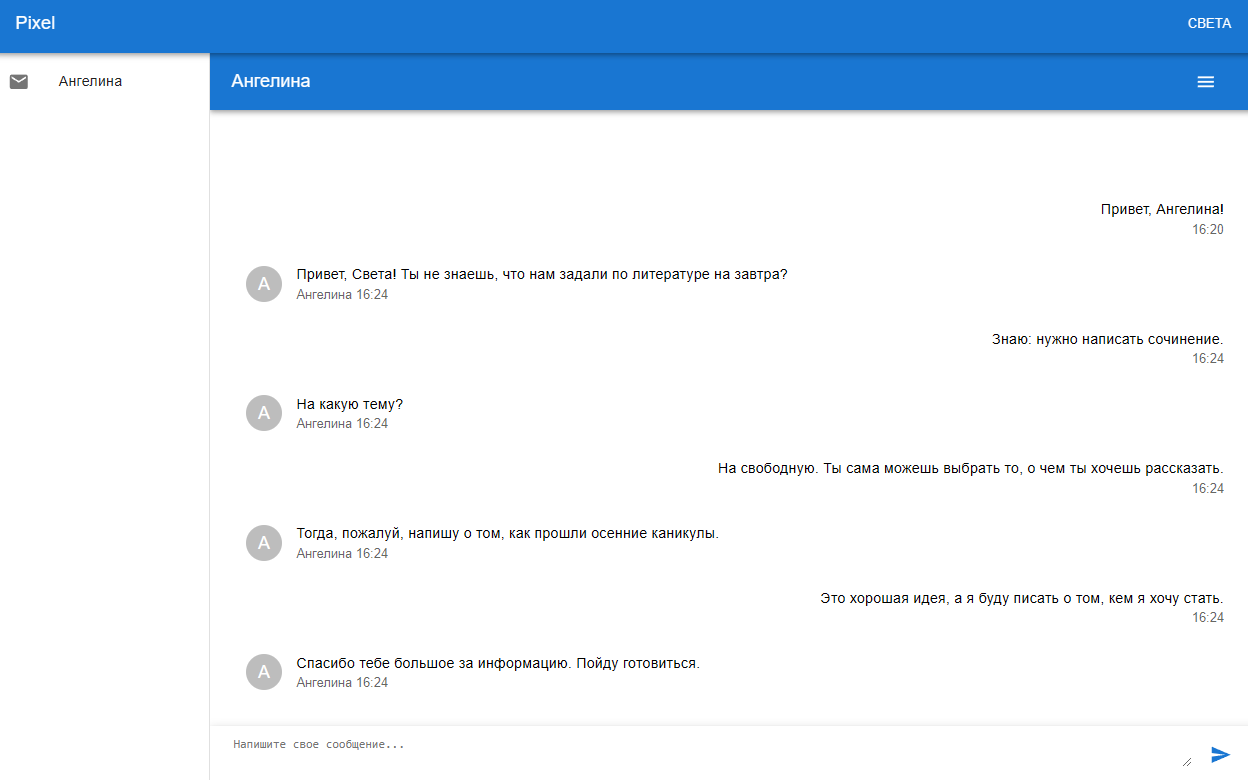 Pixel
СВЕТА
Ангелина
Ангелина
Привет, Ангелина!
16:20
А
Привет, Света! Ты не знаешь, что нам задали по литературе на завтра?
Ангелина 16:24
Знаю: нужно написать сочинение.
16:24
А
На какую тему?
Ангелина 16:24
На свободную. Ты сама можешь выбрать то, о чем ты хочешь рассказать.
16:24
А
Тогда, пожалуй, напишу о том, как прошли осенние каникулы.
Ангелина 16:24
Это хорошая идея, а я буду писать о том, кем я хочу стать.
16:24
А
Спасибо тебе большое за информацию. Пойду готовиться.
Ангелина 16:24
Напишите свое сообщение...